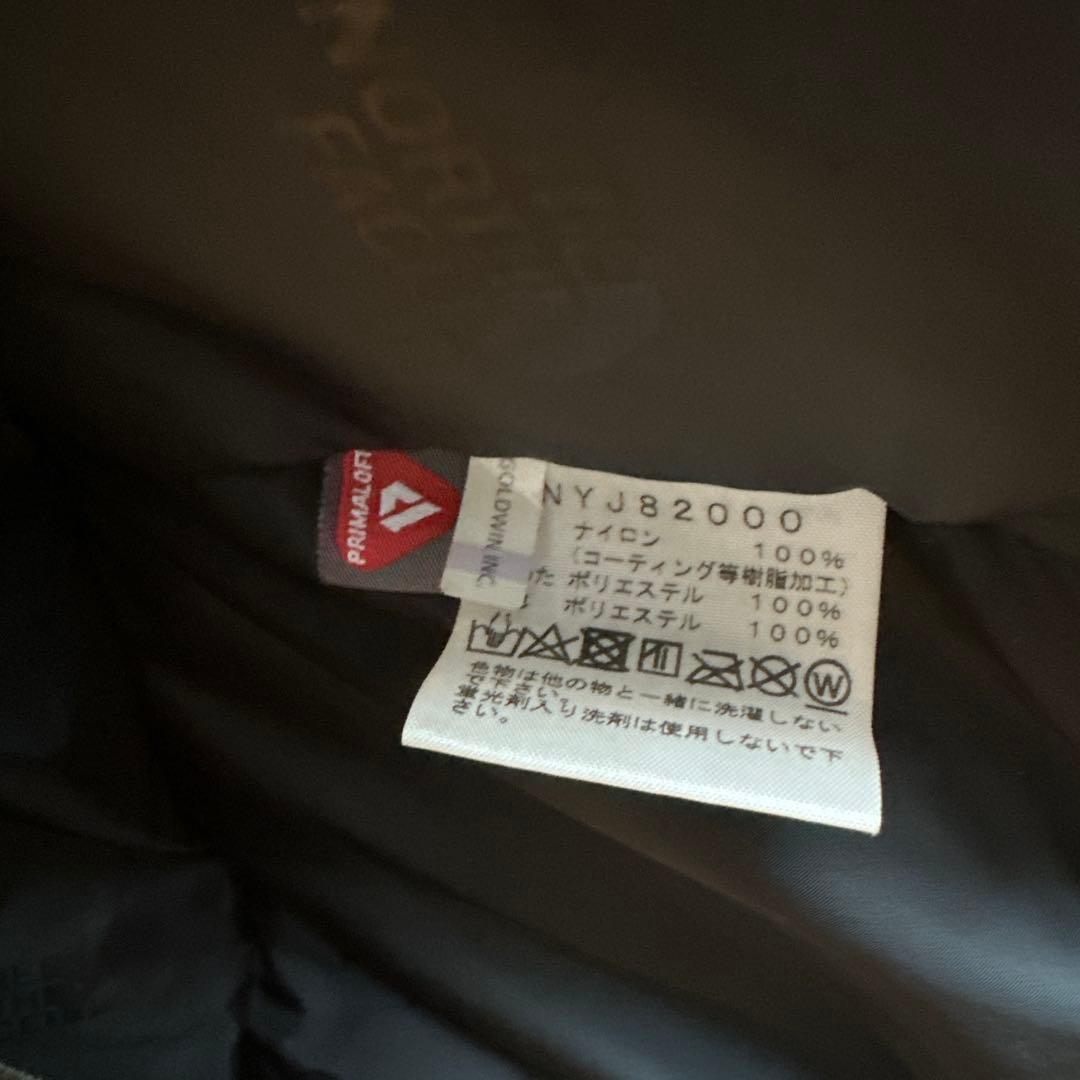 NORTH
PRIMALOFT
GOLDWIN INC.
NYJ82000
ナイロン 100%
(コーティング等樹脂加工)
た ポリエステル 100%
ポリエステル 100%
W
色物は他の物と一緒に洗濯しない
で下さい。
蛍光剤入り洗剤は使用しないで下
さい。